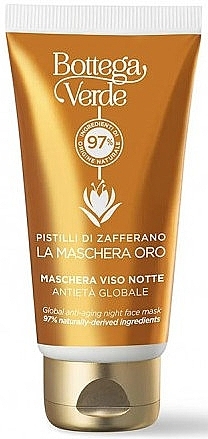 Bottega
Verde
INGREDIENTI DI
97%
ORIGINE NATURALE
PISTILLI DI ZAFFERANO
LA MASCHERA ORO
MASCHERA VISO NOTTE
ANTIETÀ GLOBALE
Global anti-aging night face mask
97% naturally-derived ingredients